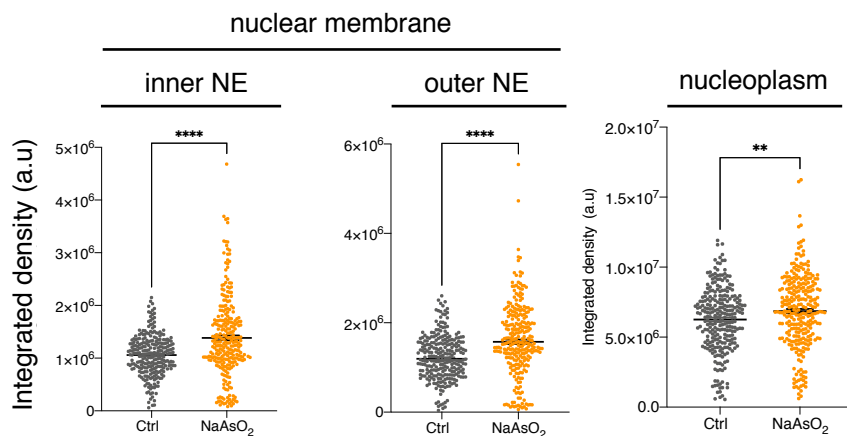 nuclear membrane
inner NE
outer NE
nucleoplasm
Integrated density (a.u)
5×10⁶
4×10⁶
3×10⁶
2×10⁶
1×10⁶
0
****
Ctrl
NaAsO₂
6×10⁶
4×10⁶
2×10⁶
0
****
Ctrl
NaAsO₂
Integrated density (a.u)
2.0×10⁷
1.5×10⁷
1.0×10⁷
5.0×10⁶
0.0
**
Ctrl
NaAsO₂